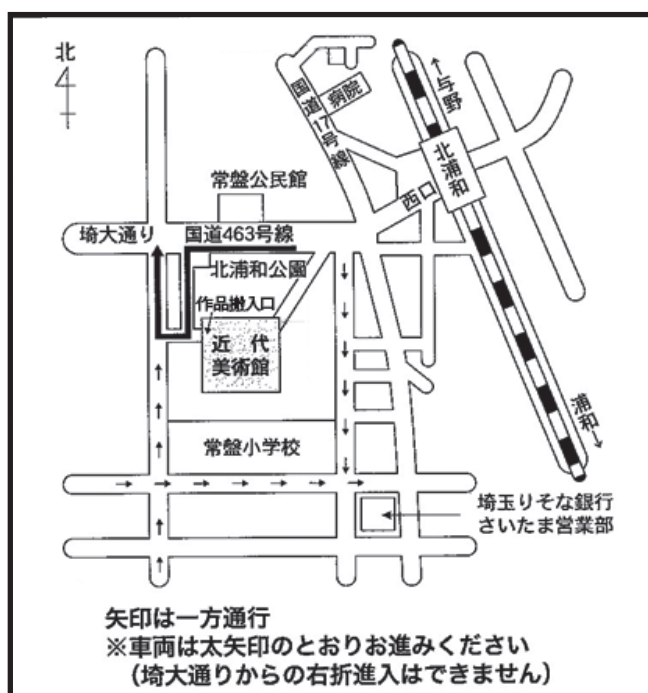 北
国道17号線
病院
↑与野
北浦和
西口
常盤公民館
埼大通り
国道463号線
北浦和公園
作品搬入口
近代
美術館
浦和↓
常盤小学校
埼玉りそな銀行
さいたま営業部
矢印は一方通行
※車両は太矢印のとおりお進みください
（埼大通りからの右折進入はできません）